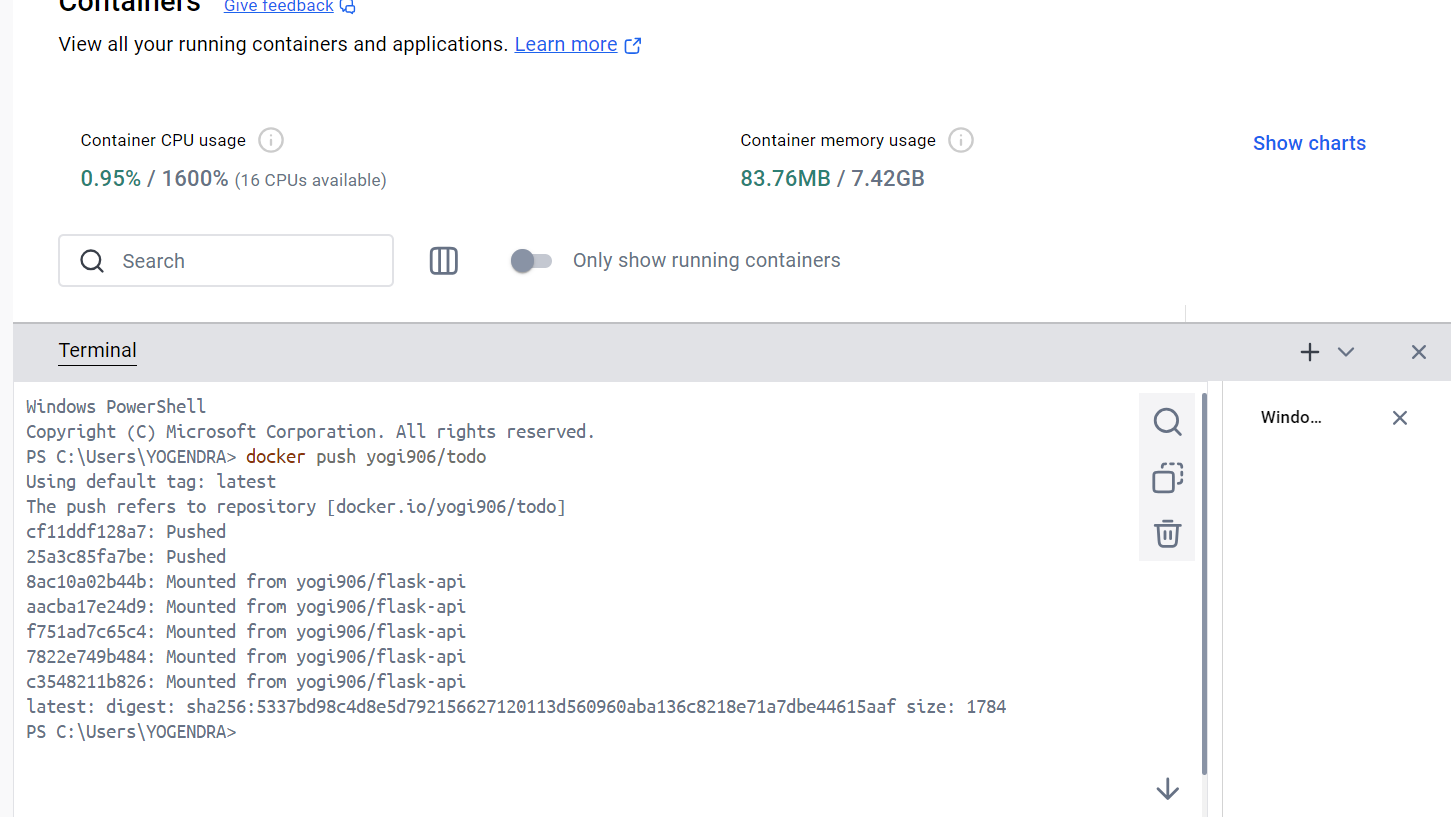 Containers Give feedback
View all your running containers and applications. Learn more
Container CPU usage
0.95% / 1600% (16 CPUs available)
Container memory usage
83.76MB / 7.42GB
Show charts
Search
Only show running containers
Terminal
Windows PowerShell
Copyright (C) Microsoft Corporation. All rights reserved.
PS C:\Users\YOGENDRA> docker push yogi906/todo
Using default tag: latest
The push refers to repository [docker.io/yogi906/todo]
cf11ddf128a7: Pushed
25a3c85fa7be: Pushed
8ac10a02b44b: Mounted from yogi906/flask-api
aacba17e24d9: Mounted from yogi906/flask-api
f751ad7c65c4: Mounted from yogi906/flask-api
7822e749b484: Mounted from yogi906/flask-api
c3548211b826: Mounted from yogi906/flask-api
latest: digest: sha256:5337bd98c4d8e5d792156627120113d560960aba136c8218e71a7dbe44615aaf size: 1784
PS C:\Users\YOGENDRA>
Windo...